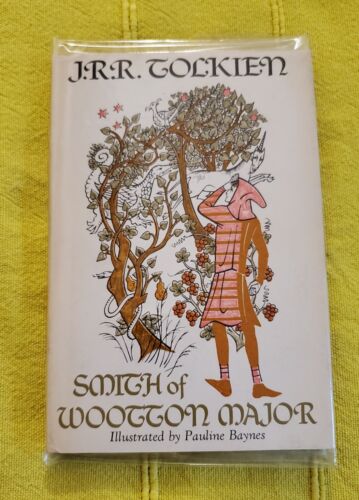 J.R.R. TOLKIEN
SMITH of
WOOTTON MAJOR
Illustrated by Pauline Baynes